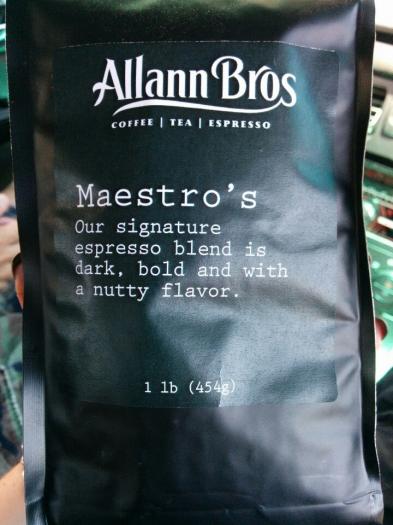 Allann Bros
COFFEE | TEA | ESPRESSO
Maestro's
Our signature
espresso blend is
dark, bold and with
a nutty flavor.
1 lb (454g)